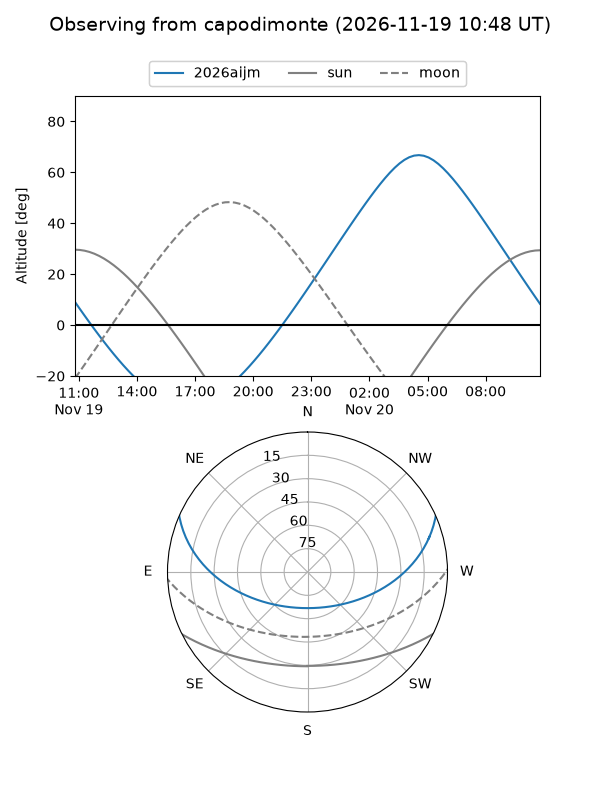 Observing from capodimonte (2026-11-19 10:48 UT)
2026aijm sun moon
Altitude [deg]
80
60
40
20
0
−20
11:00 14:00 17:00 20:00 23:00 02:00 05:00 08:00
Nov 19 Nov 20
N
NE NW
15
30
45
60
75
E W
SE SW
S